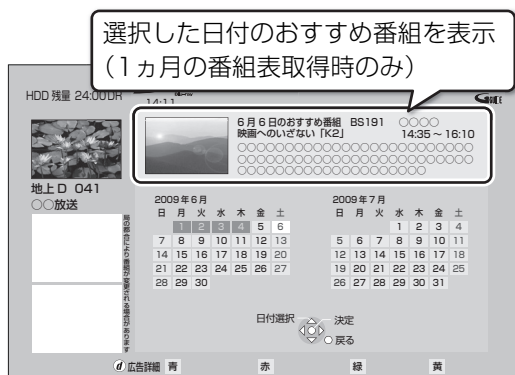 選択した日付のおすすめ番組を表示
（1ヵ月の番組表取得時のみ）
HDD 残量 24:00 DR
14:11
6月6日のおすすめ番組 BS191 ○○○○
映画へのいざない「K2」 14:35～16:10
○○○○○○○○○○○○○○○○○○○○○○○○
○○○○○○○○○○○○○○○○○○○○○○○○
○○○○○○○○○○○○○○○○○○○
地上D 041
○○放送
局の都合により番組が変更される場合があります
2009年6月
日 月 火 水 木 金 土
1 2 3 4 5 6
7 8 9 10 11 12 13
14 15 16 17 18 19 20
21 22 23 24 25 26 27
28 29 30
2009年7月
日 月 火 水 木 金 土
1 2 3 4
5 6 7 8 9 10 11
12 13 14 15 16 17 18
19 20 21 22 23 24 25
26 27 28 29 30 31
日付選択 決定
戻る
d 広告詳細 青 赤 緑 黄